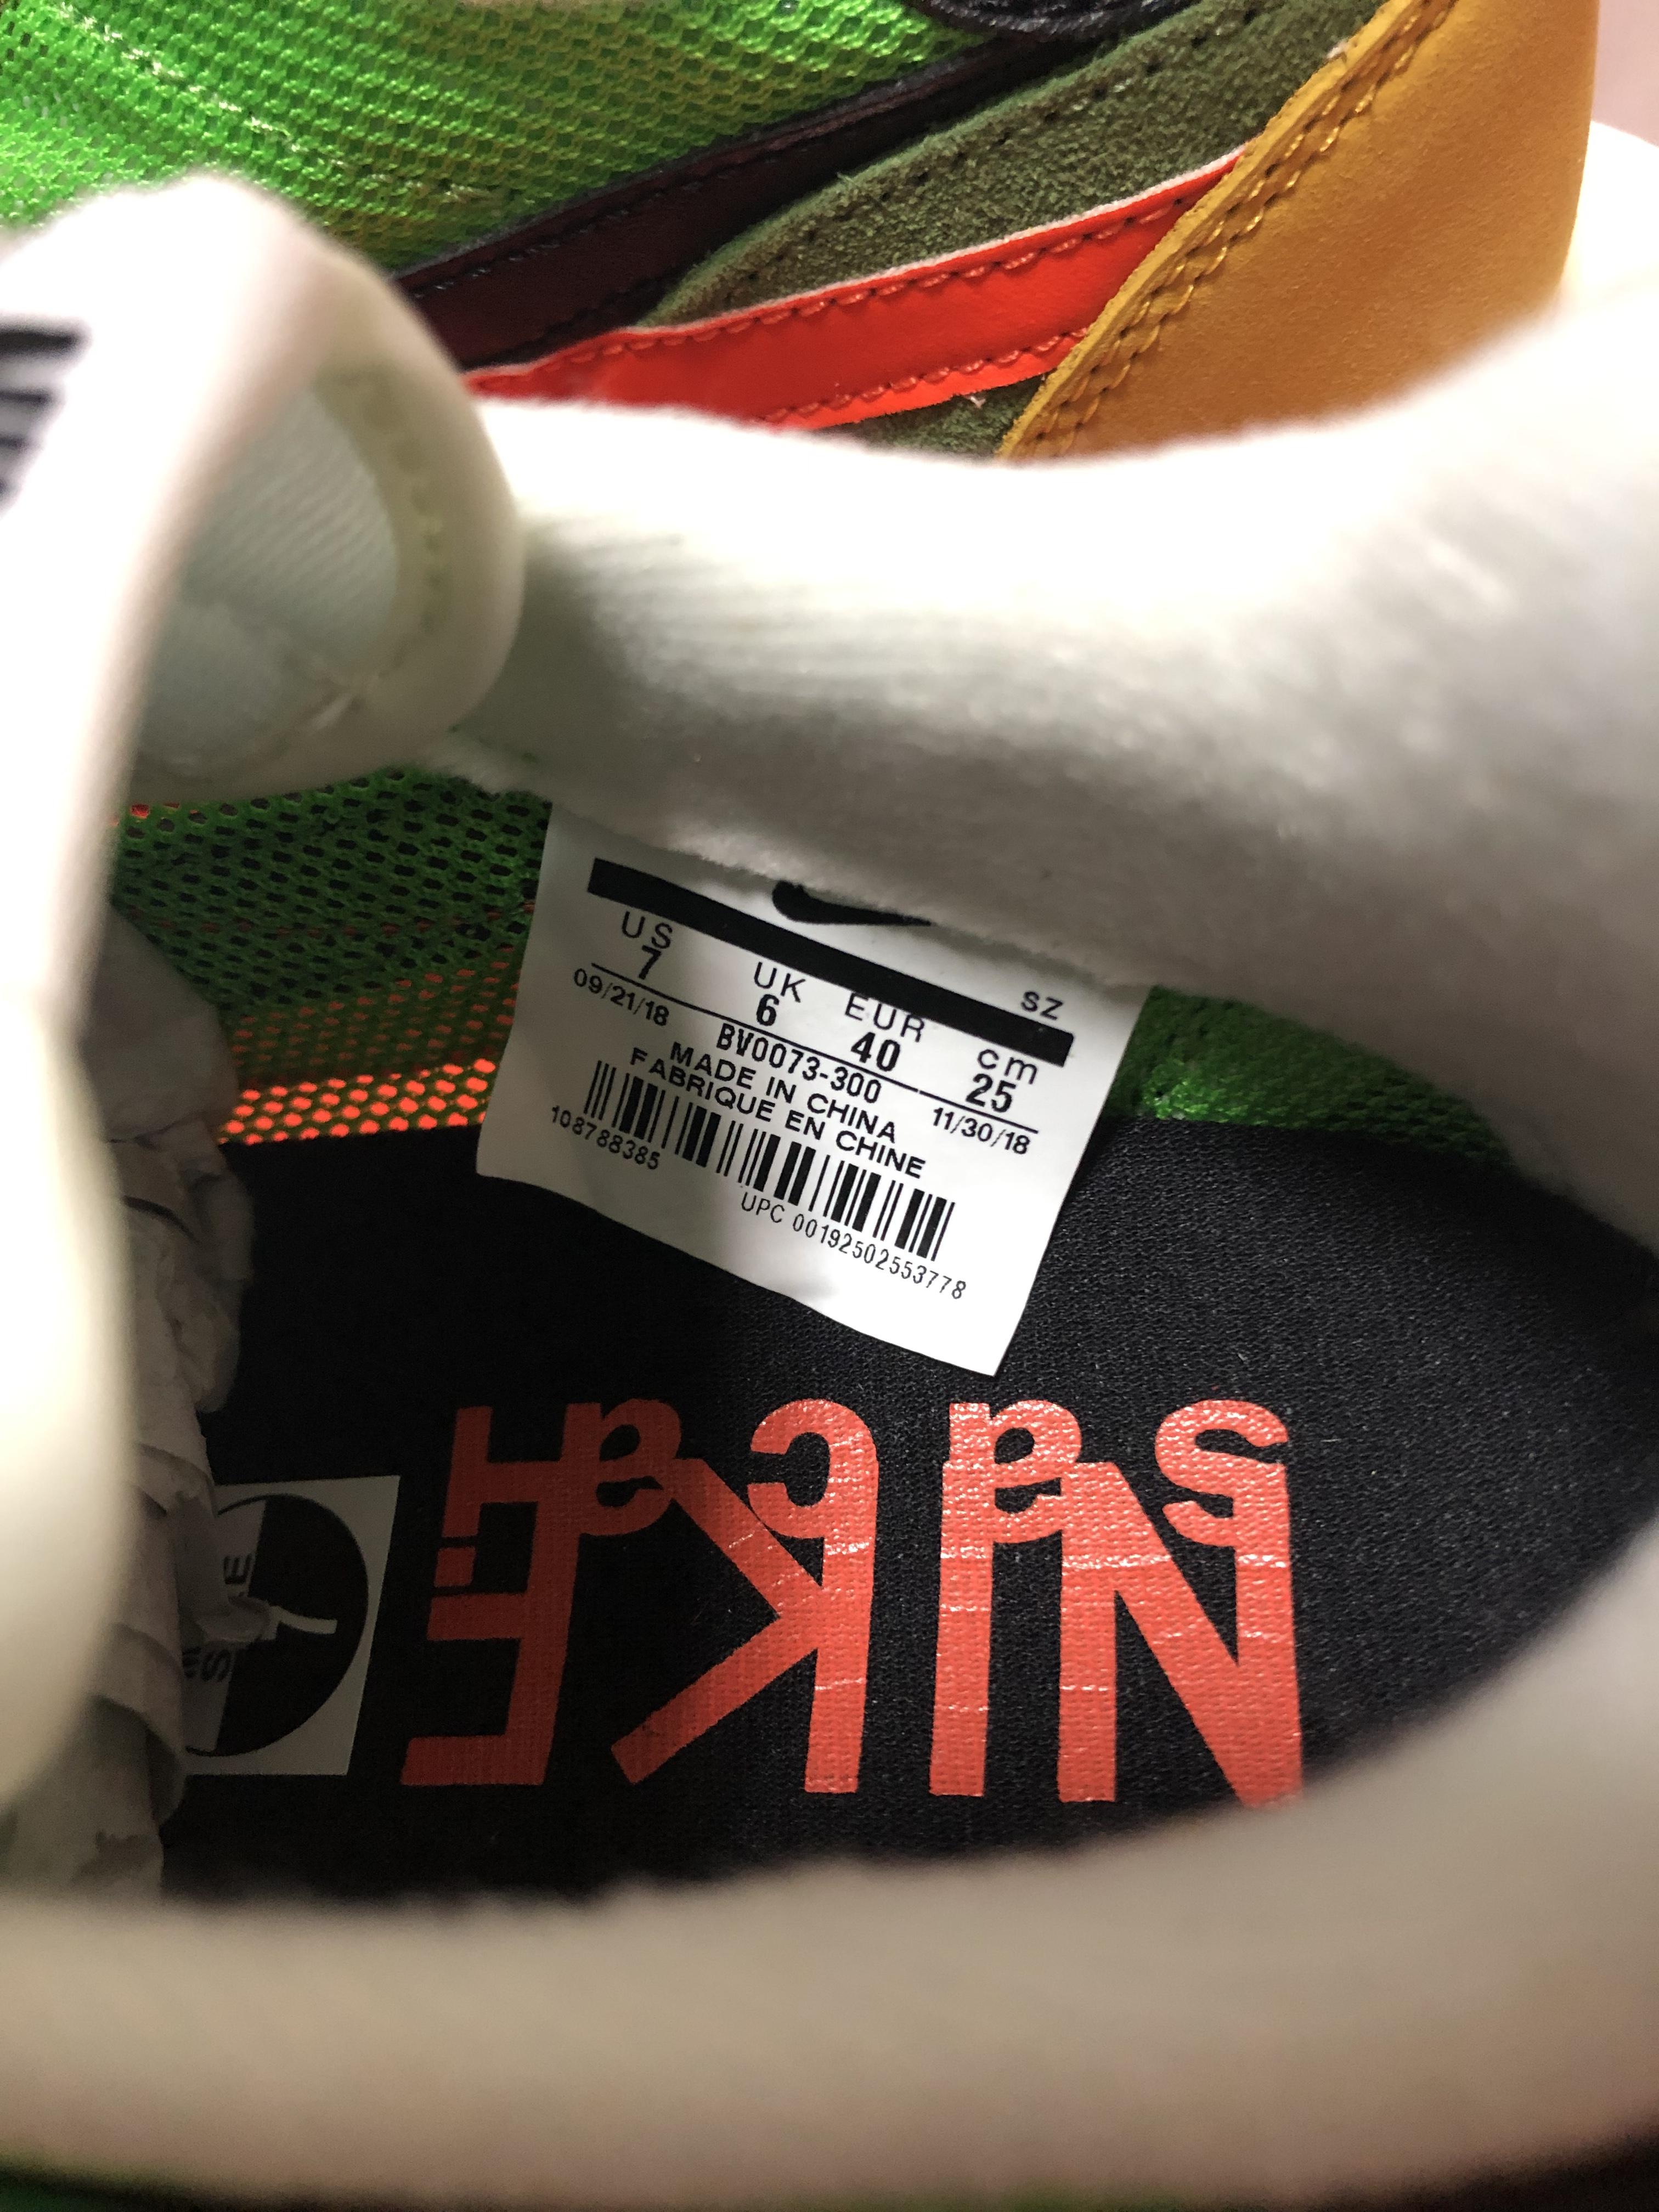 SZ
US UK EUR cm
7 6 40 25
09/21/18 BV0073-300 11/30/18
MADE IN CHINA
FABRIQUE EN CHINE
108788385
UPC 00192502553778
NIKE
sacai